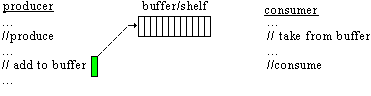 producer
...
//produce
...
// add to buffer
...
buffer/shelf
consumer
...
// take from buffer
...
//consume
...